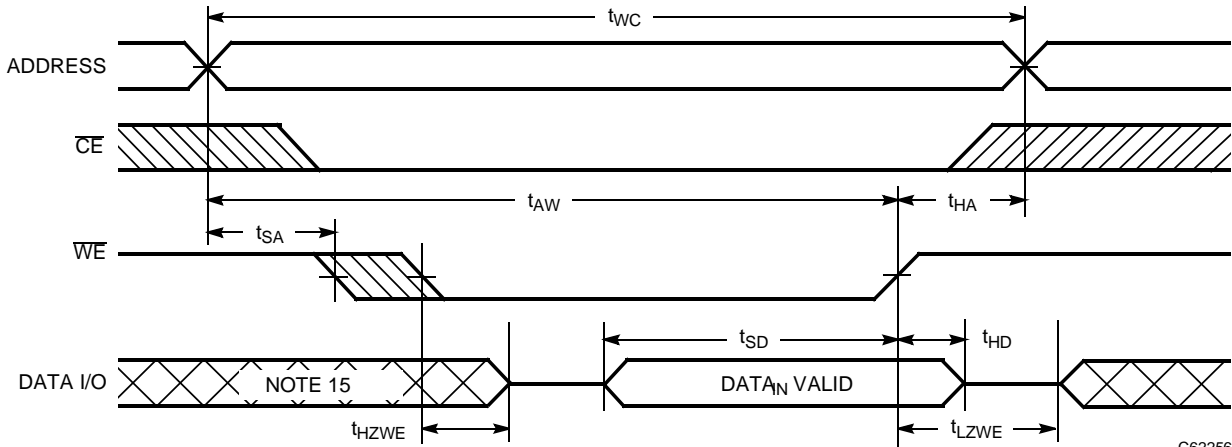 tWC
ADDRESS
CE
tAW
tHA
tSA
WE
tSD
tHD
DATA I/O
NOTE 15
DATAIN VALID
tHZWE
tLZWE